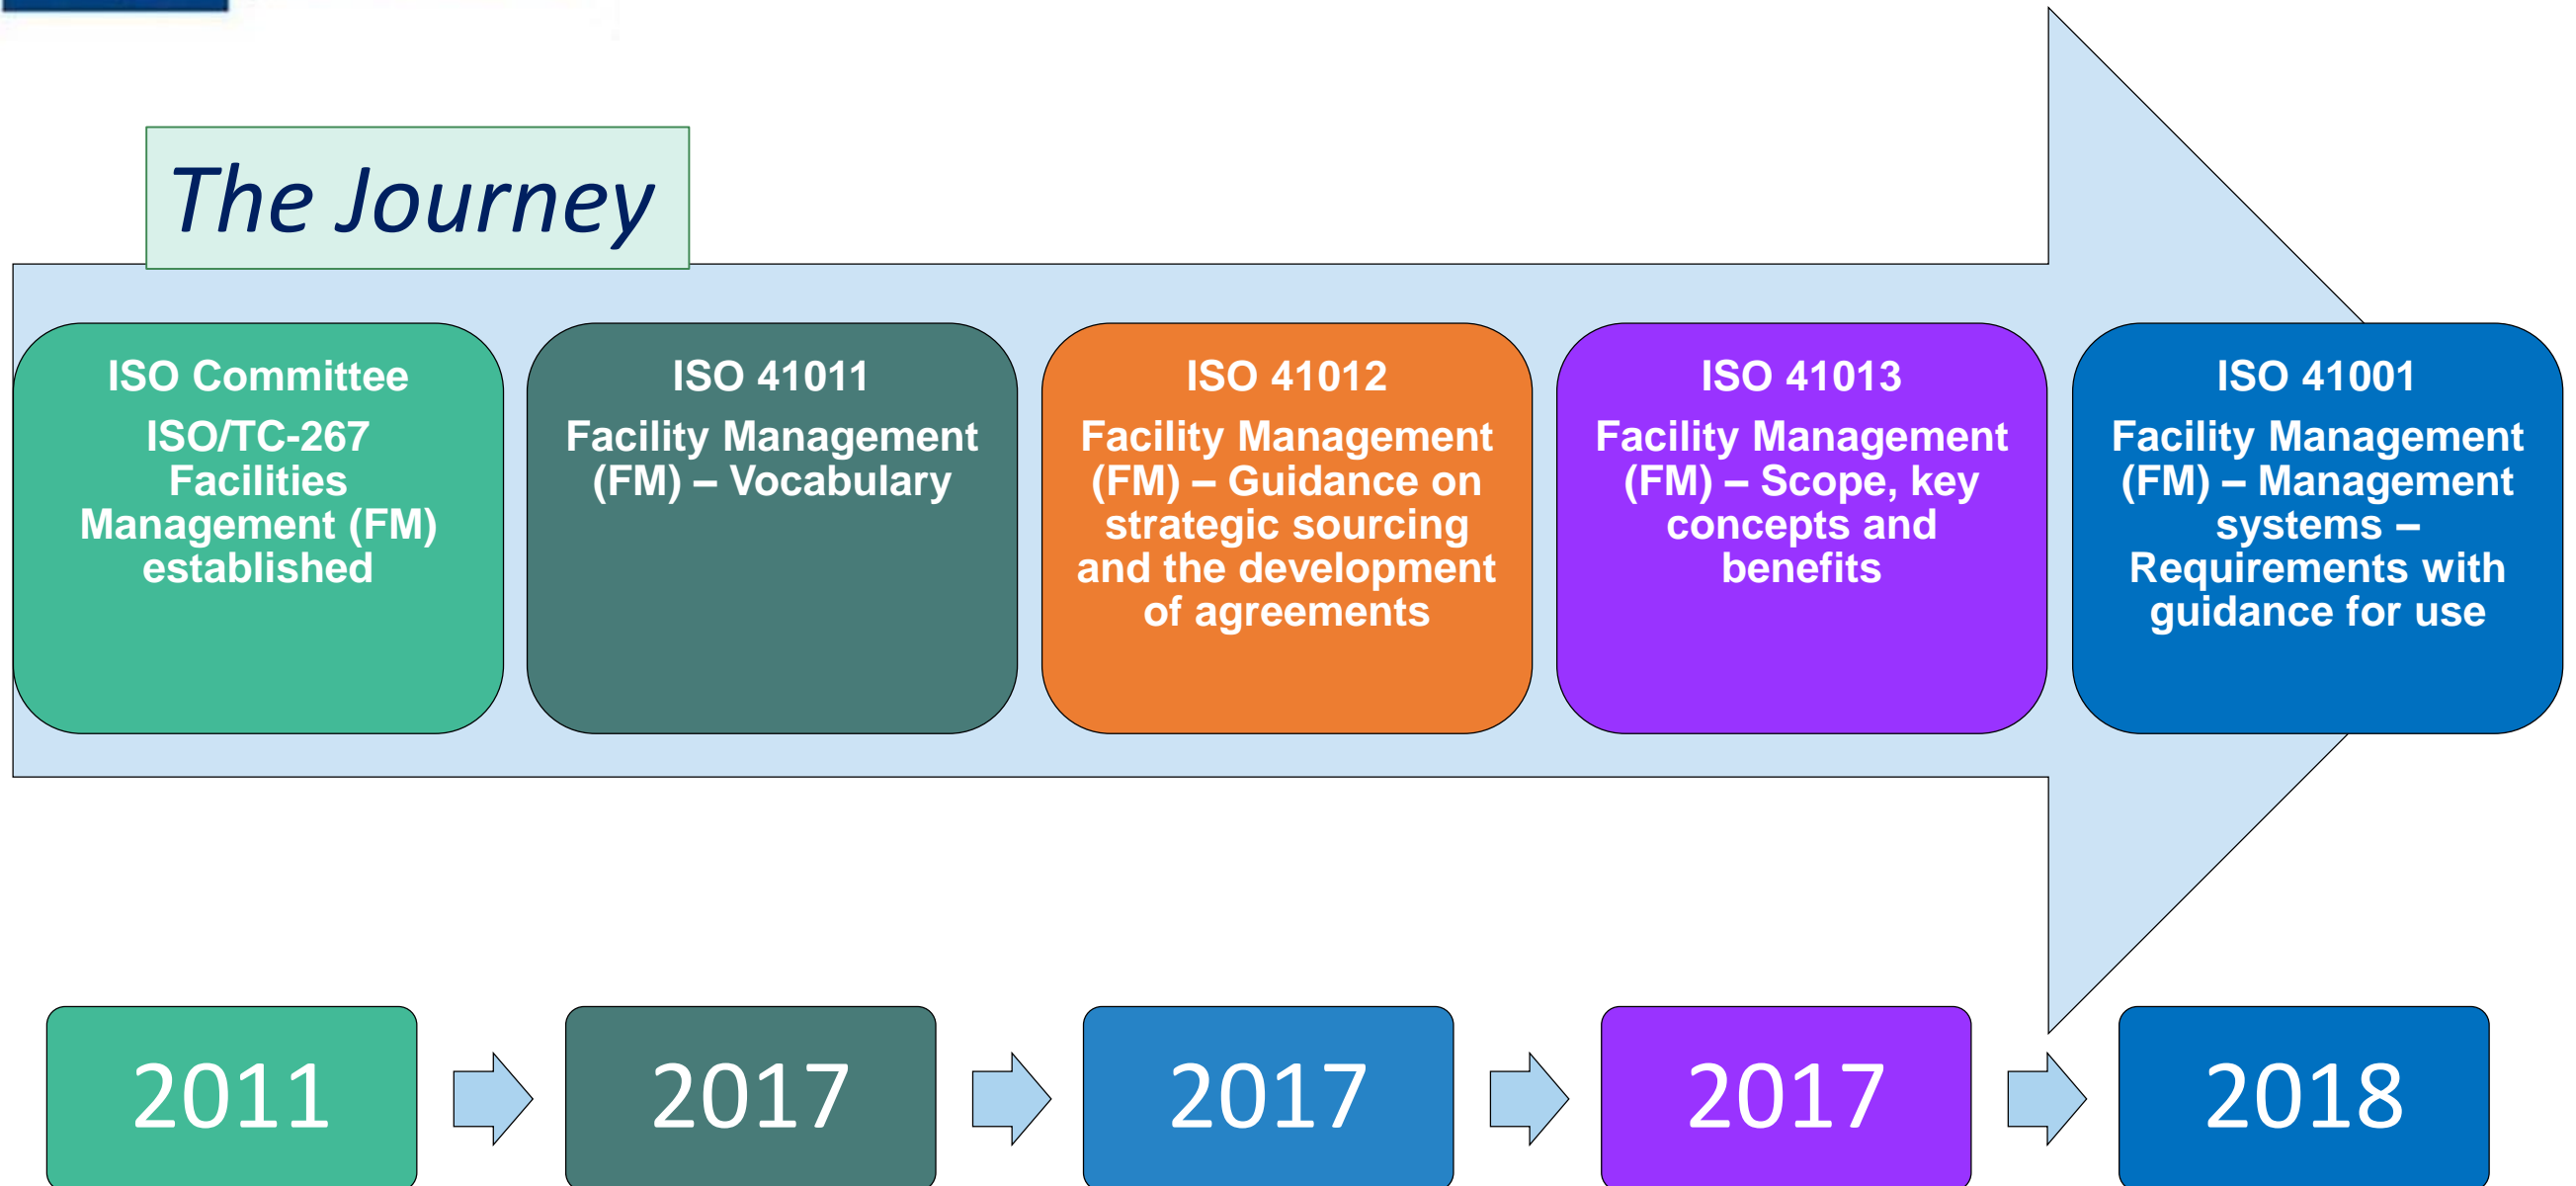 The Journey
ISO Committee
ISO/TC-267
Facilities
Management (FM)
established
ISO 41011
Facility Management
(FM) – Vocabulary
ISO 41012
Facility Management
(FM) – Guidance on
strategic sourcing
and the development
of agreements
ISO 41013
Facility Management
(FM) – Scope, key
concepts and
benefits
ISO 41001
Facility Management
(FM) – Management
systems –
Requirements with
guidance for use
2011
2017
2017
2017
2018